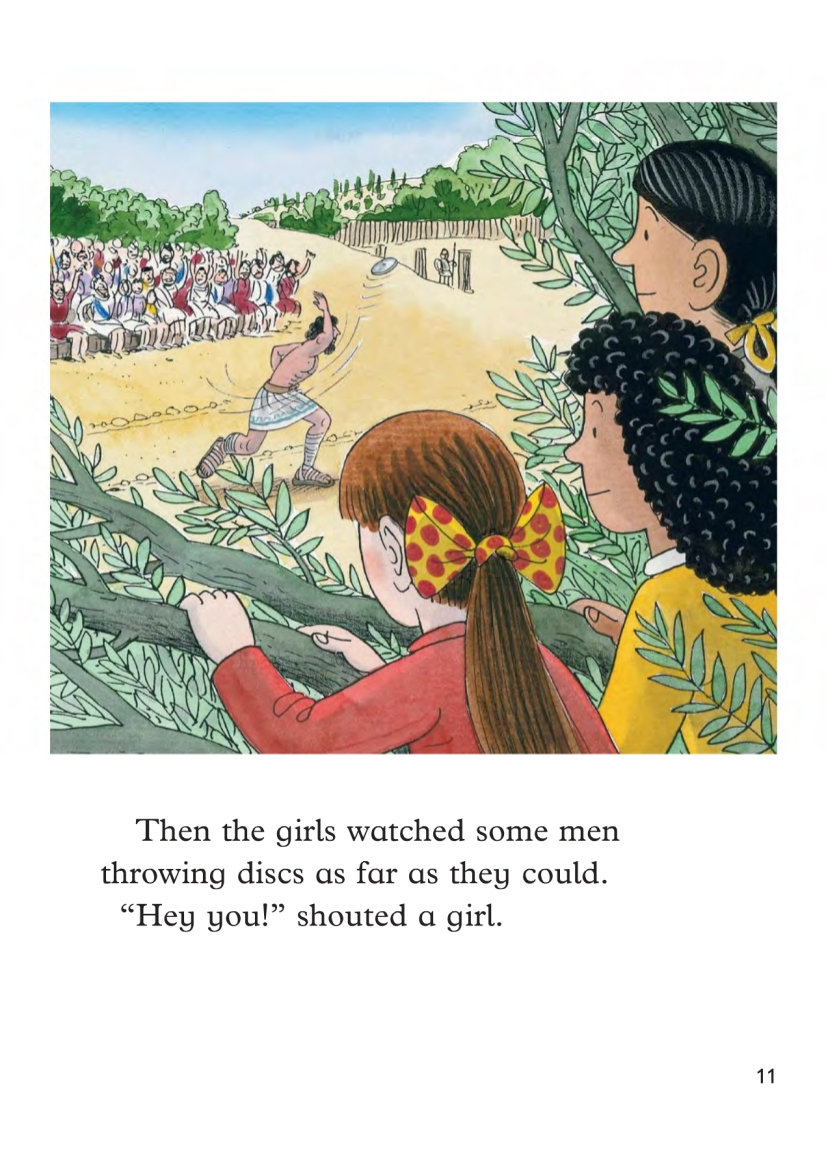 Then the girls watched some men
throwing discs as far as they could.
“Hey you!” shouted a girl.
11